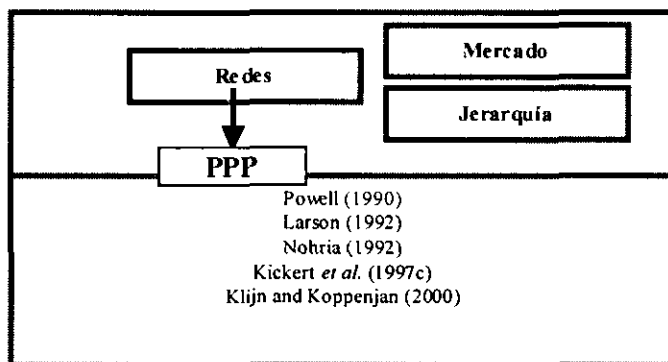 Mercado
Redes
Jerarquía
PPP
Powell (1990)
Larson (1992)
Nohria (1992)
Kickert et al. (1997c)
Klijn and Koppenjan (2000)